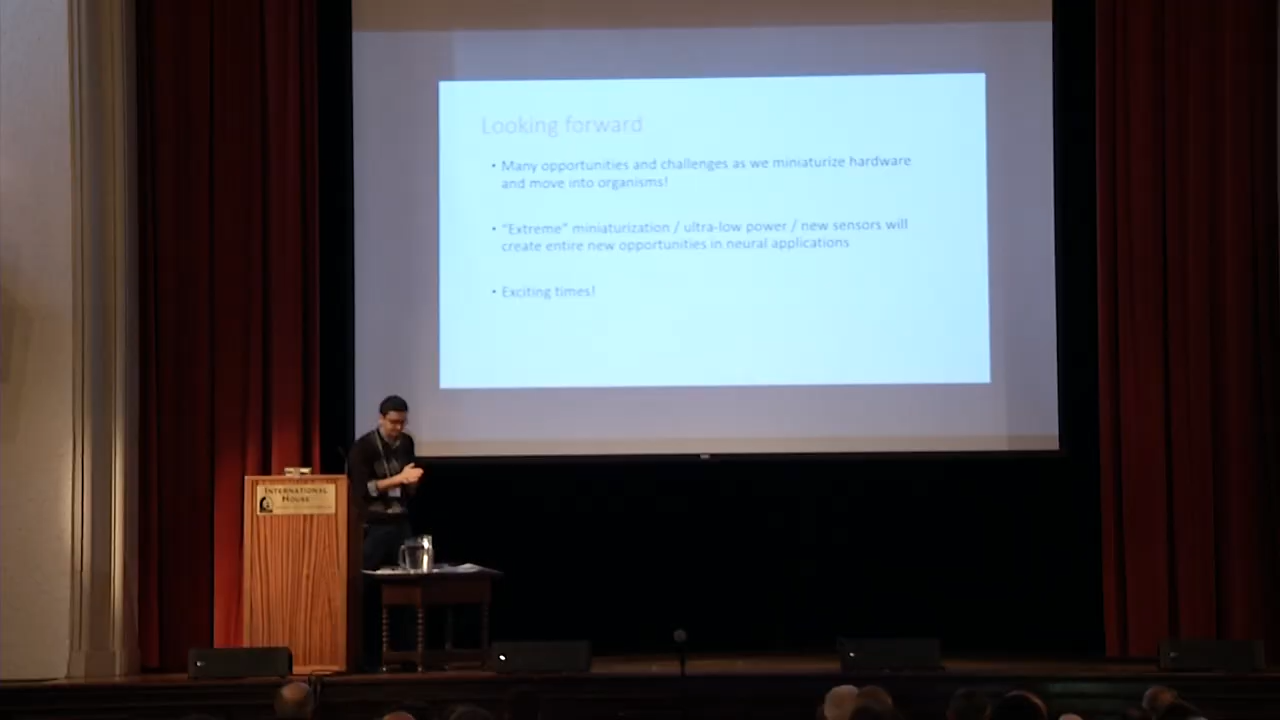 Looking forward
• Many opportunities and challenges as we miniaturize hardware
and move into organisms!
• "Extreme" miniaturization / ultra-low power / new sensors will
create entire new opportunities in neural applications
• Exciting times!
INTERNATIONAL
HOUSE